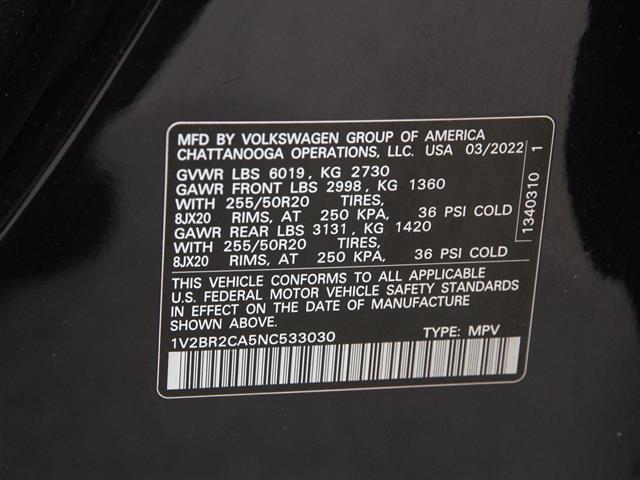 MFD BY VOLKSWAGEN GROUP OF AMERICA
CHATTANOOGA OPERATIONS, LLC. USA 03/2022
GVWR LBS 6019, KG 2730
GAWR FRONT LBS 2998, KG 1360
WITH 255/50R20 TIRES,
8JX20 RIMS, AT 250 KPA, 36 PSI COLD
GAWR REAR LBS 3131, KG 1420
WITH 255/50R20 TIRES,
8JX20 RIMS, AT 250 KPA, 36 PSI COLD
THIS VEHICLE CONFORMS TO ALL APPLICABLE
U.S. FEDERAL MOTOR VEHICLE SAFETY STANDARDS
IN EFFECT ON THE DATE OF MANUFACTURE
SHOWN ABOVE.
1V2BR2CA5NC533030 TYPE: MPV
1340310 1